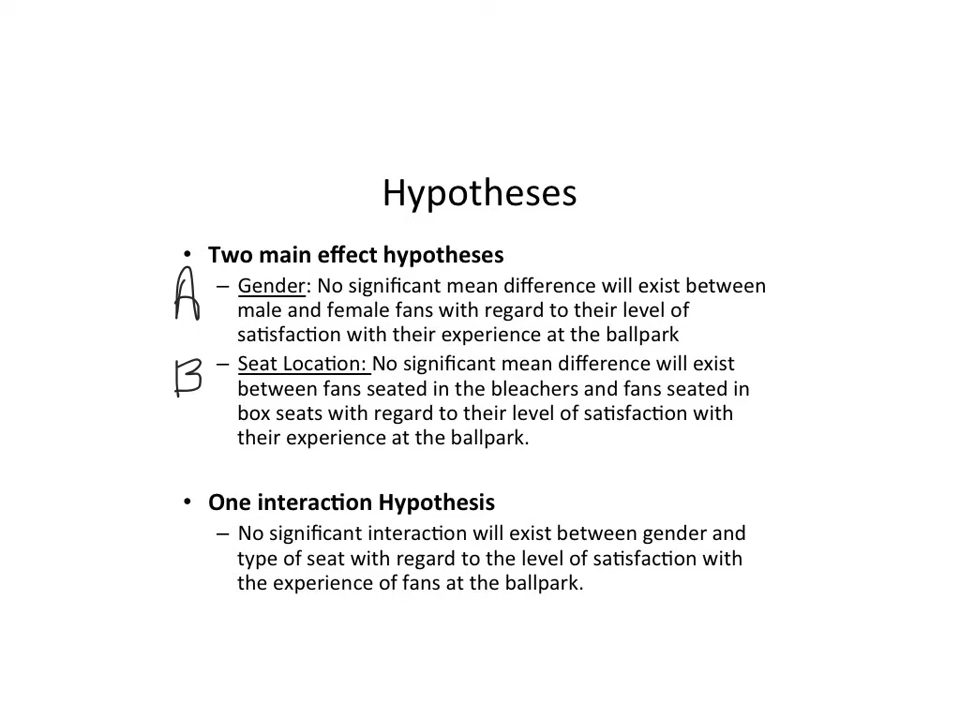 Hypotheses
• Two main effect hypotheses
A – Gender: No significant mean difference will exist between
male and female fans with regard to their level of
satisfaction with their experience at the ballpark
B – Seat Location: No significant mean difference will exist
between fans seated in the bleachers and fans seated in
box seats with regard to their level of satisfaction with
their experience at the ballpark.
• One interaction Hypothesis
– No significant interaction will exist between gender and
type of seat with regard to the level of satisfaction with
the experience of fans at the ballpark.